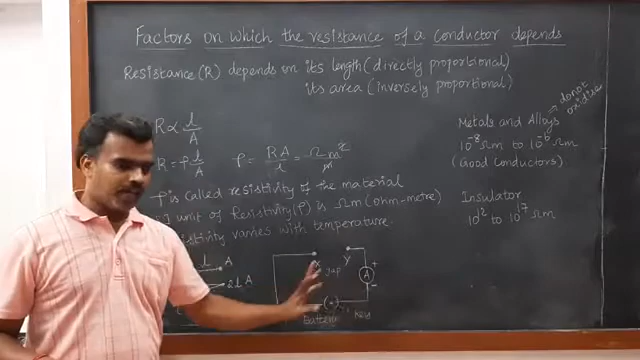 Factors on which the resistance of a conductor depends
Resistance (R) depends on its length (directly proportional)
its area (inversely proportional)
R ∝ l/A
R = ρ l/A
ρ = RA/l = Ω m²/m
ρ is called resistivity of the material
unit of Resistivity (ρ) is Ωm (ohm-metre)
varies with temperature.
A
2l A
X gap Y
A + -
Battery Key
Metals and Alloys ⇒ do not oxidise
10⁻⁸ Ωm to 10⁻⁶ Ωm
(Good Conductors)
Insulator
10¹² to 10¹⁷ Ωm